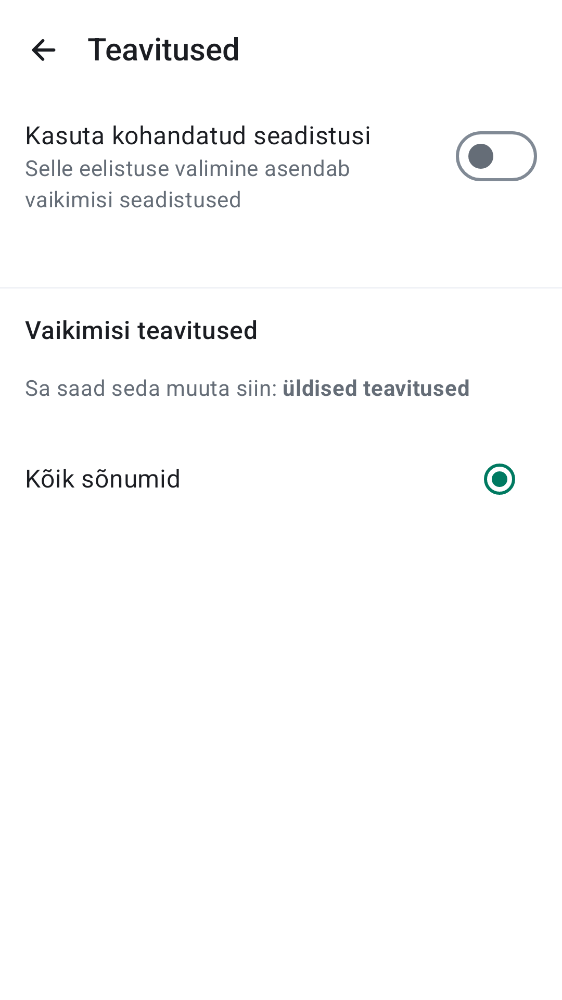 Teavitused
Kasuta kohandatud seadistusi
Selle eelistuse valimine asendab
vaikimisi seadistused
Vaikimisi teavitused
Sa saad seda muuta siin: üldised teavitused
Kõik sõnumid